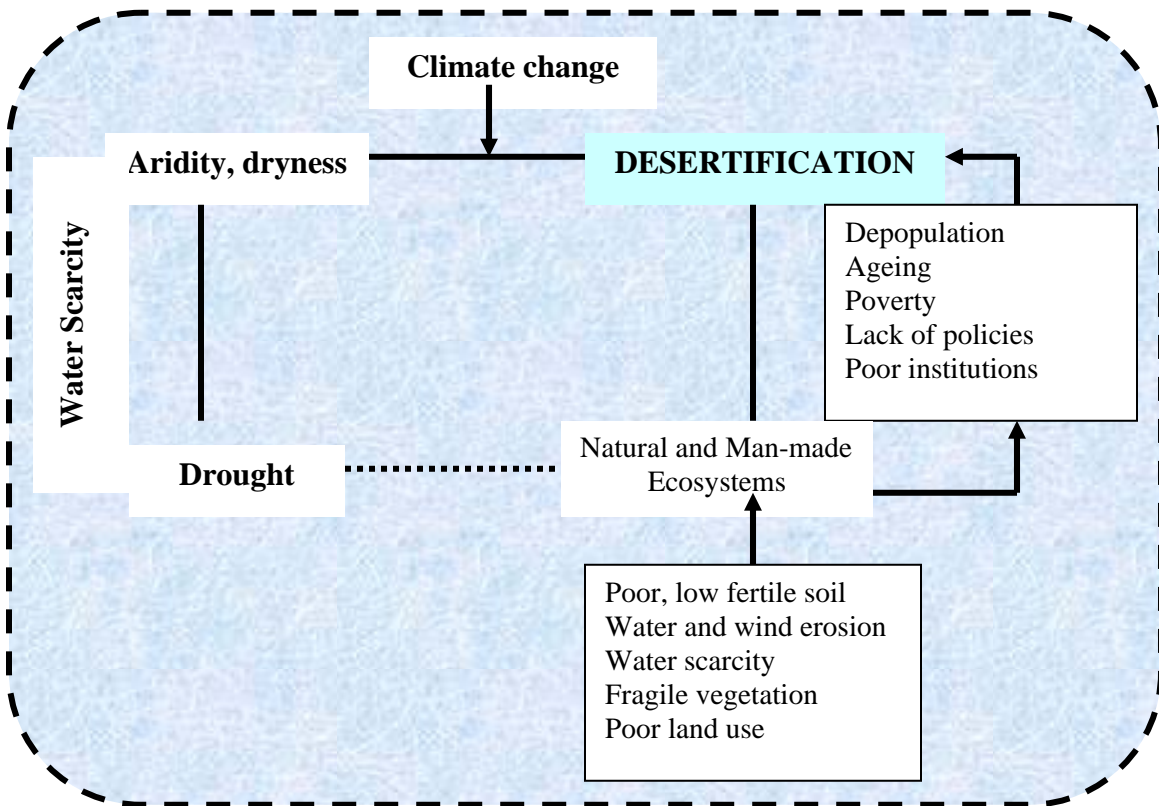 Climate change
Aridity, dryness
DESERTIFICATION
Water Scarcity
Depopulation
Ageing
Poverty
Lack of policies
Poor institutions
Drought
Natural and Man-made
Ecosystems
Poor, low fertile soil
Water and wind erosion
Water scarcity
Fragile vegetation
Poor land use